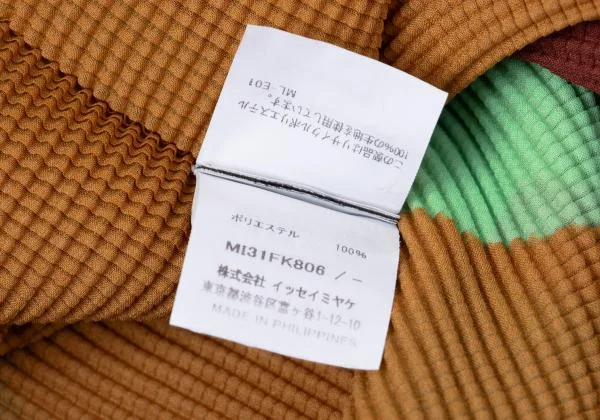 この製品はリサイクルポリエステル
100%の生地を使用しています。
ML-E01
ポリエステル 100%
MI31FK806 / –
株式会社 イッセイミヤケ
東京都渋谷区富ヶ谷1-12-10
MADE IN PHILIPPINES